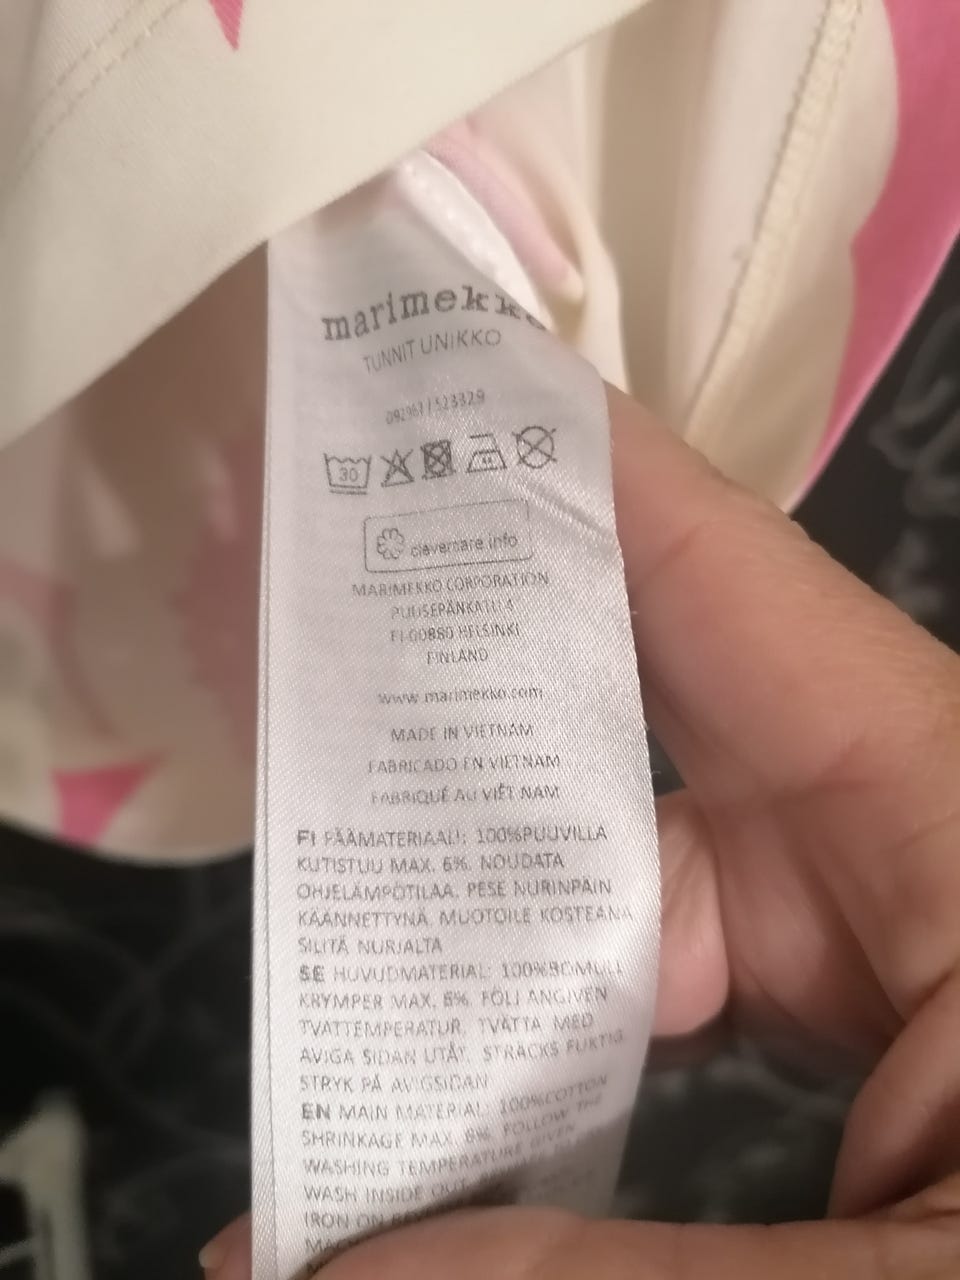 marimekko
TUNNIT UNIKKO
092967 | 523329
30
clevercare.info
MARIMEKKO CORPORATION
PUUSEPÄNKATU 4
FI-00880 HELSINKI
FINLAND
www.marimekko.com
MADE IN VIETNAM
FABRICADO EN VIETNAM
FABRIQUÉ AU VIÊT NAM
FI PÄÄMATERIAALI: 100%PUUVILLA
KUTISTUU MAX. 6%. NOUDATA
OHJELÄMPÖTILAA. PESE NURINPÄIN
KÄÄNNETTYNÄ. MUOTOILE KOSTEANA
SILITÄ NURJALTA
SE HUVUDMATERIAL: 100%BOMULL
KRYMPER MAX. 6%. FÖLJ ANGIVEN
TVÄTTEMPERATUR. TVÄTTA MED
AVIGA SIDAN UTÅT. STRÄCKS FUKTIG
STRYK PÅ AVIGSIDAN
EN MAIN MATERIAL: 100%COTTON
SHRINKAGE MAX. 6%. FOLLOW THE
WASHING TEMPERATURE GIVEN
WASH INSIDE OUT
IRON ON